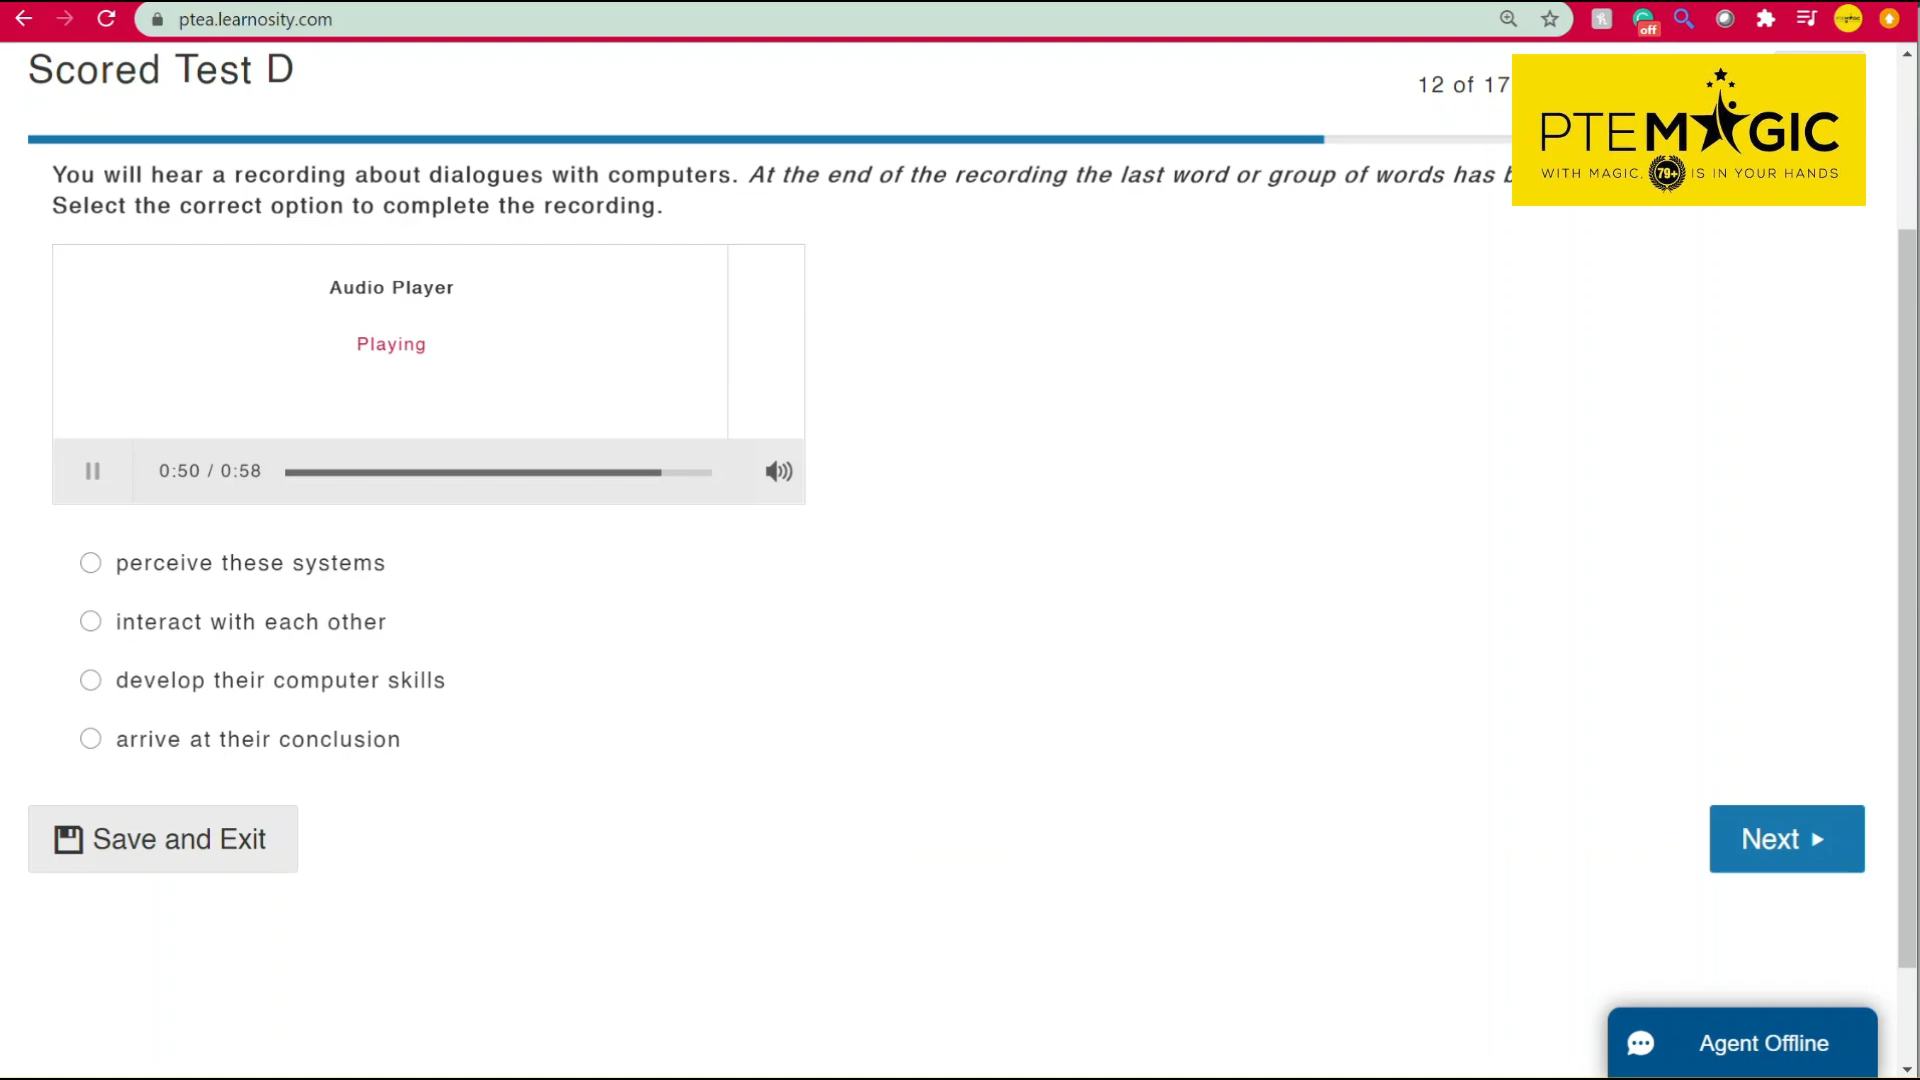 ptea.learnosity.com
off
Scored Test D
12 of 17
PTEMAGIC
WITH MAGIC, 79+ IS IN YOUR HANDS
You will hear a recording about dialogues with computers. At the end of the recording the last word or group of words has
Select the correct option to complete the recording.
Audio Player
Playing
0:50 / 0:58
perceive these systems
interact with each other
develop their computer skills
arrive at their conclusion
Save and Exit
Next
Agent Offline